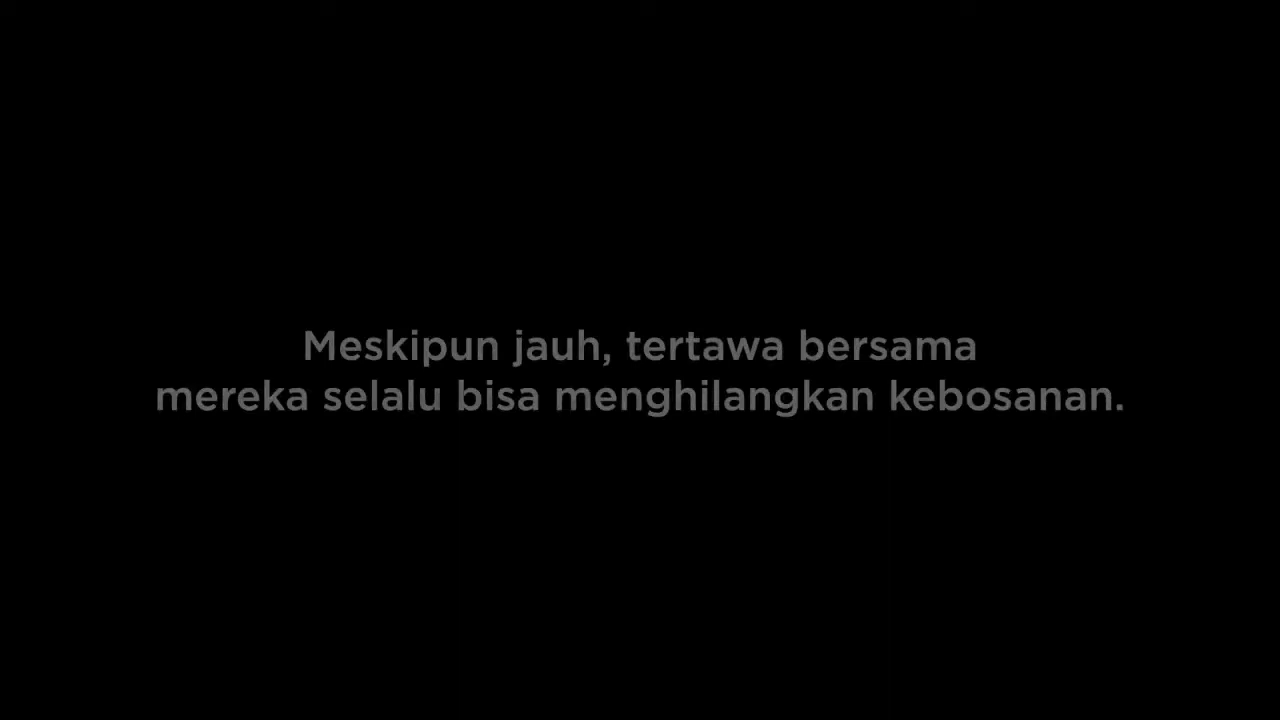 Meskipun jauh, tertawa bersama
mereka selalu bisa menghilangkan kebosanan.